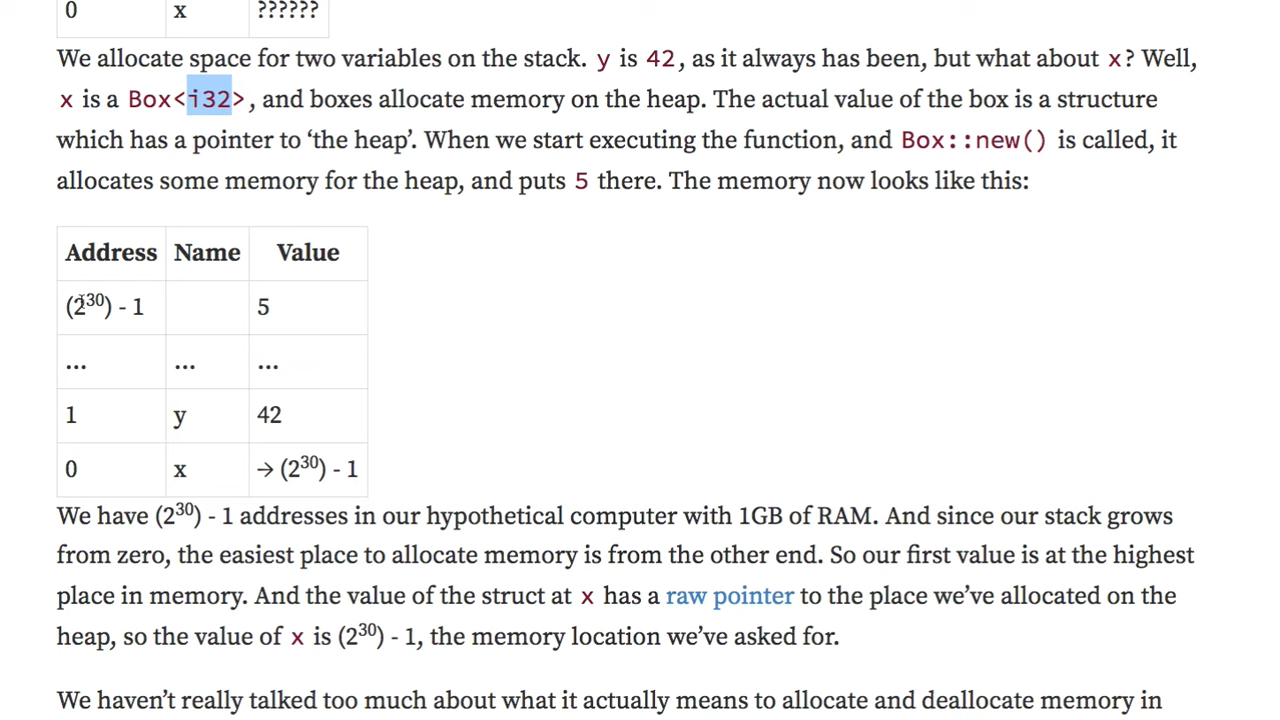 0 x ??????
We allocate space for two variables on the stack. y is 42, as it always has been, but what about x? Well,
x is a Box<i32>, and boxes allocate memory on the heap. The actual value of the box is a structure
which has a pointer to ‘the heap’. When we start executing the function, and Box::new() is called, it
allocates some memory for the heap, and puts 5 there. The memory now looks like this:
Address Name Value
(2³⁰) - 1 5
... ... ...
1 y 42
0 x → (2³⁰) - 1
We have (2³⁰) - 1 addresses in our hypothetical computer with 1GB of RAM. And since our stack grows
from zero, the easiest place to allocate memory is from the other end. So our first value is at the highest
place in memory. And the value of the struct at x has a raw pointer to the place we’ve allocated on the
heap, so the value of x is (2³⁰) - 1, the memory location we’ve asked for.
We haven’t really talked too much about what it actually means to allocate and deallocate memory in